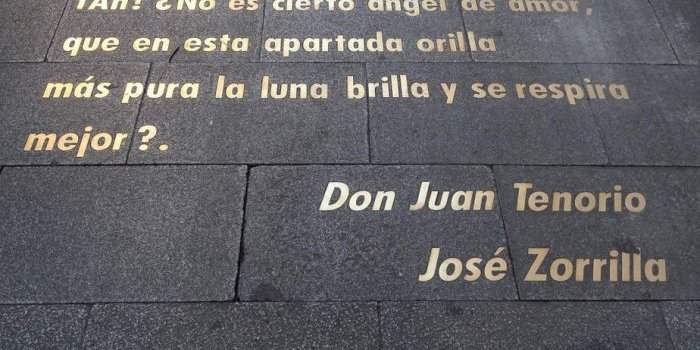 ¡Ah! ¿No es cierto ángel de amor,
que en esta apartada orilla
más pura la luna brilla y se respira
mejor?.
Don Juan Tenorio
José Zorrilla